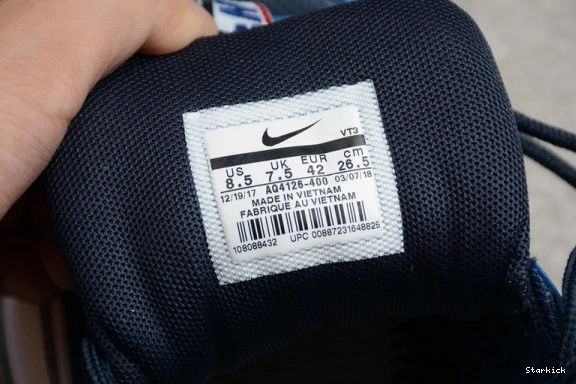 VT3
US UK EUR cm
8.5 7.5 42 26.5
12/19/17 AQ4126-400 03/07/18
MADE IN VIETNAM
FABRIQUE AU VIETNAM
108089432 UPC 00887231648825
Starkick